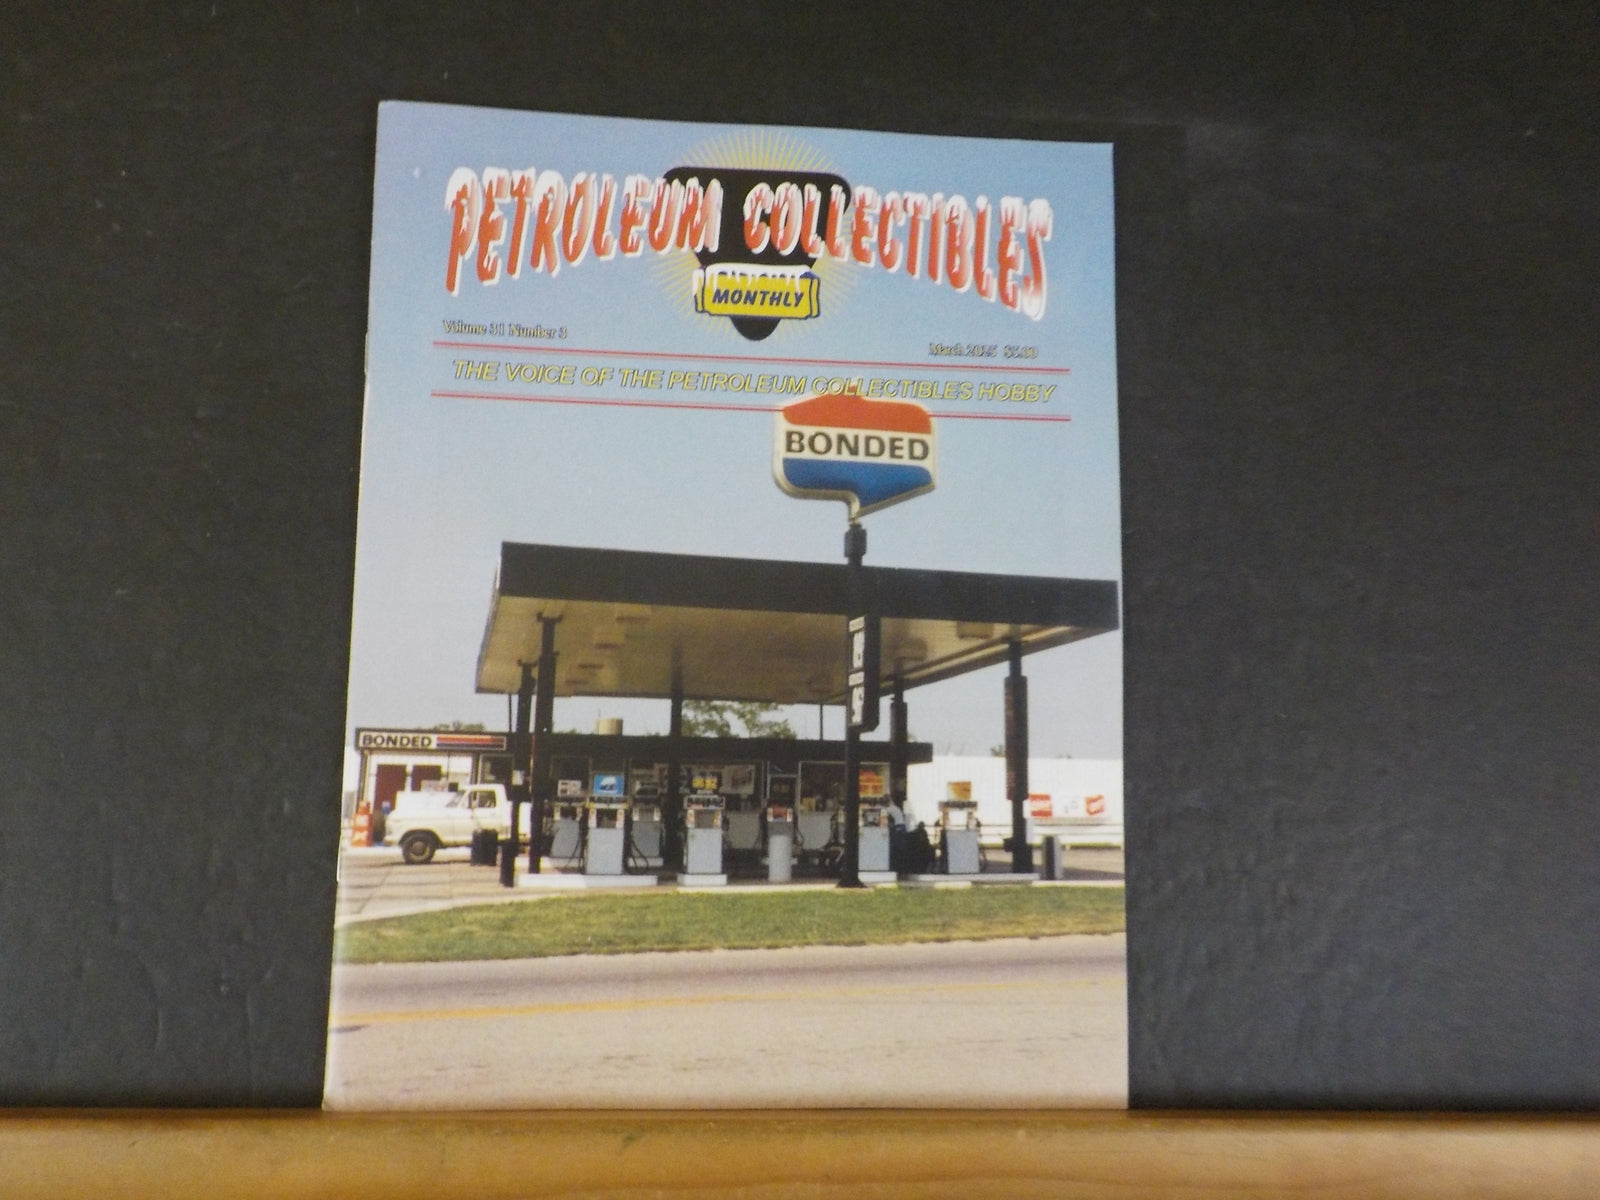 PETROLEUM COLLECTIBLES
MONTHLY
Volume 31 Number 3
March 2025 $5.00
THE VOICE OF THE PETROLEUM COLLECTIBLES HOBBY
BONDED
BONDED